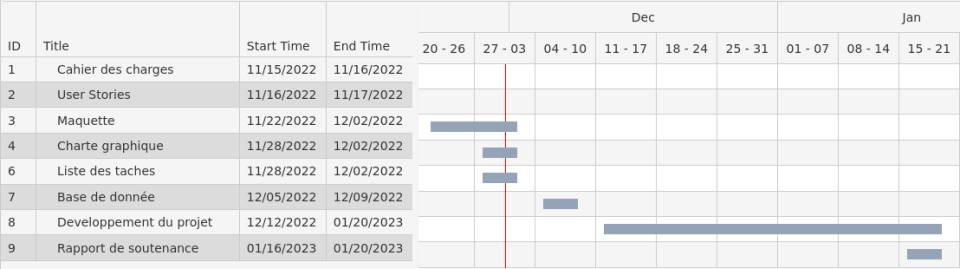 Dec Jan
ID Title Start Time End Time 20 - 26 27 - 03 04 - 10 11 - 17 18 - 24 25 - 31 01 - 07 08 - 14 15 - 21
1 Cahier des charges 11/15/2022 11/16/2022
2 User Stories 11/16/2022 11/17/2022
3 Maquette 11/22/2022 12/02/2022
4 Charte graphique 11/28/2022 12/02/2022
6 Liste des taches 11/28/2022 12/02/2022
7 Base de donnée 12/05/2022 12/09/2022
8 Developpement du projet 12/12/2022 01/20/2023
9 Rapport de soutenance 01/16/2023 01/20/2023